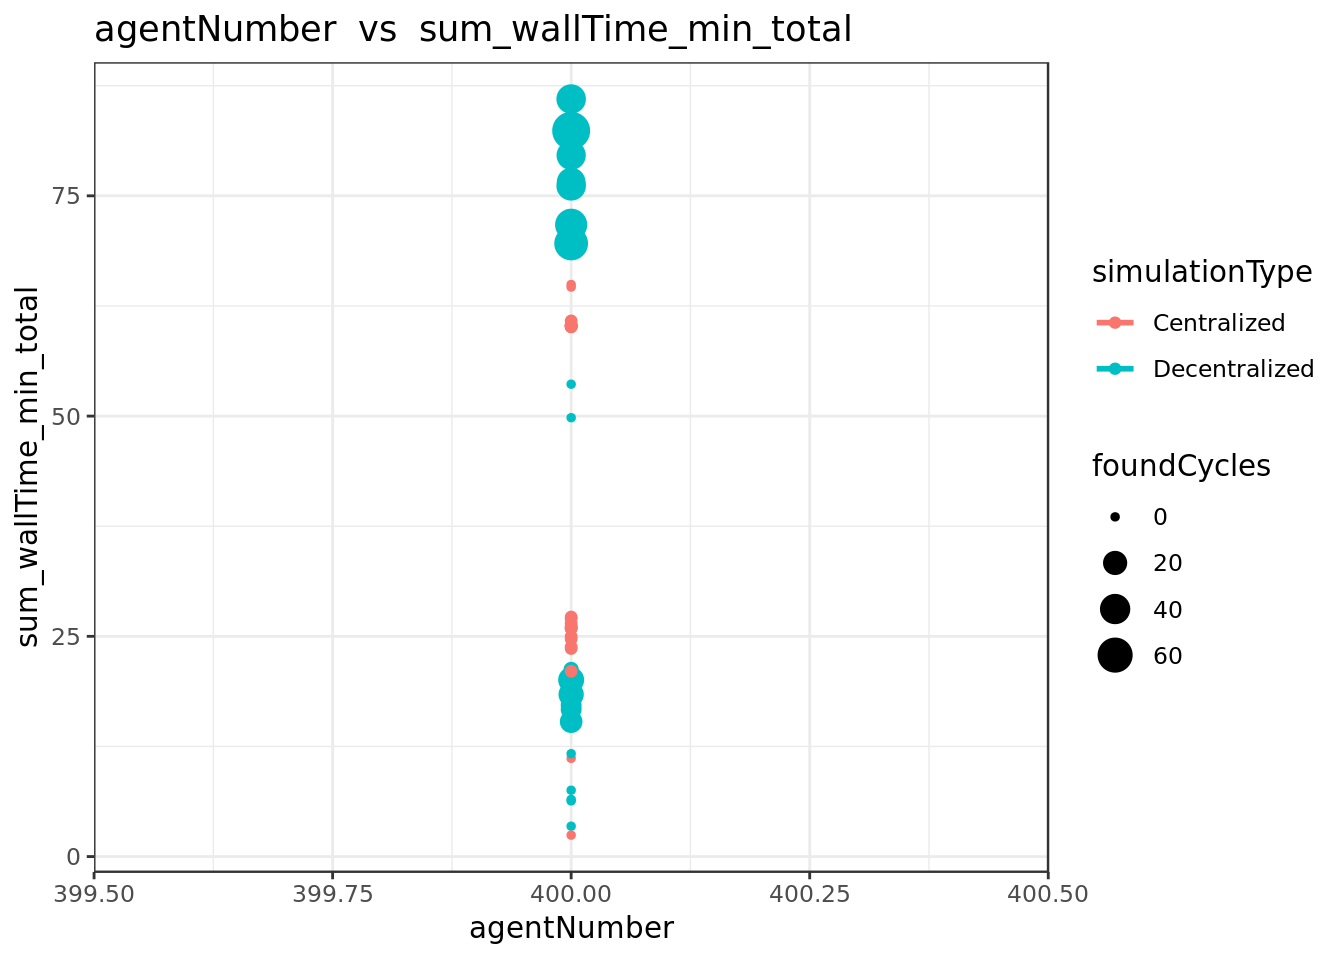 agentNumber vs sum_wallTime_min_total
sum_wallTime_min_total
75
50
25
0
399.50 399.75 400.00 400.25 400.50
agentNumber
simulationType
Centralized
Decentralized
foundCycles
0
20
40
60